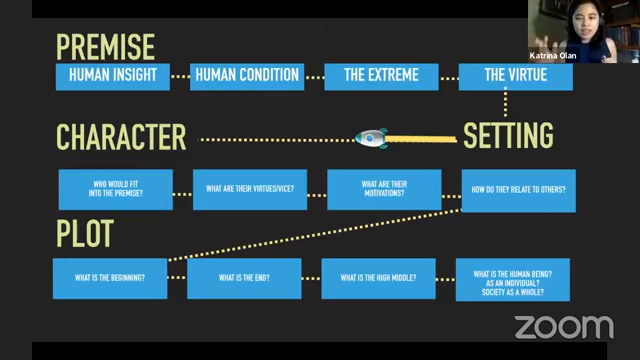 PREMISE
Katrina Olan
HUMAN INSIGHT
HUMAN CONDITION
THE EXTREME
THE VIRTUE
CHARACTER
SETTING
WHO WOULD FIT
INTO THE PREMISE?
WHAT ARE THEIR VIRTUES/VICE?
WHAT ARE THEIR
MOTIVATIONS?
HOW DO THEY RELATE TO OTHERS?
PLOT
WHAT IS THE BEGINNING?
WHAT IS THE END?
WHAT IS THE HIGH MIDDLE?
WHAT IS THE HUMAN BEING?
AS AN INDIVIDUAL?
SOCIETY AS A WHOLE?
zoom